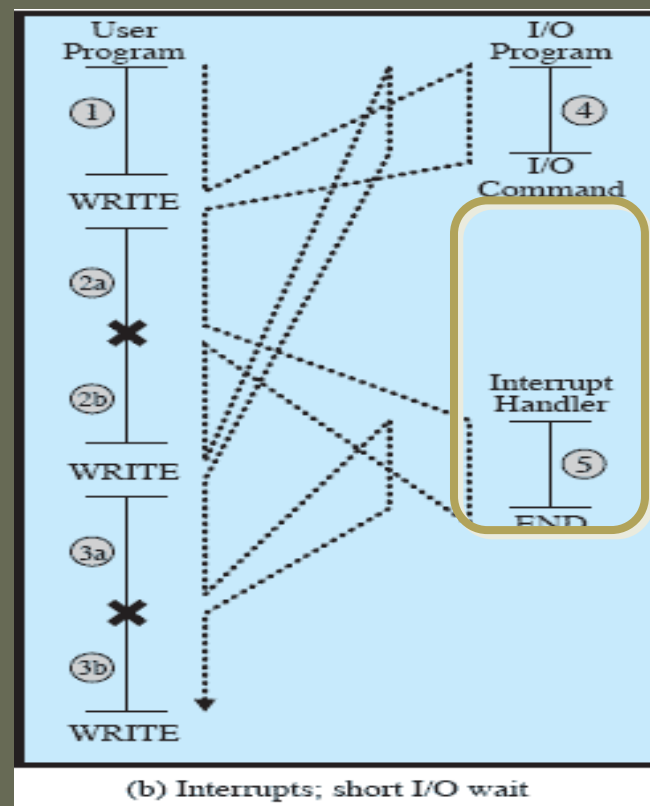 User
Program
1
WRITE
2a
2b
WRITE
3a
3b
WRITE
I/O
Program
4
I/O
Command
Interrupt
Handler
5
END
(b) Interrupts; short I/O wait